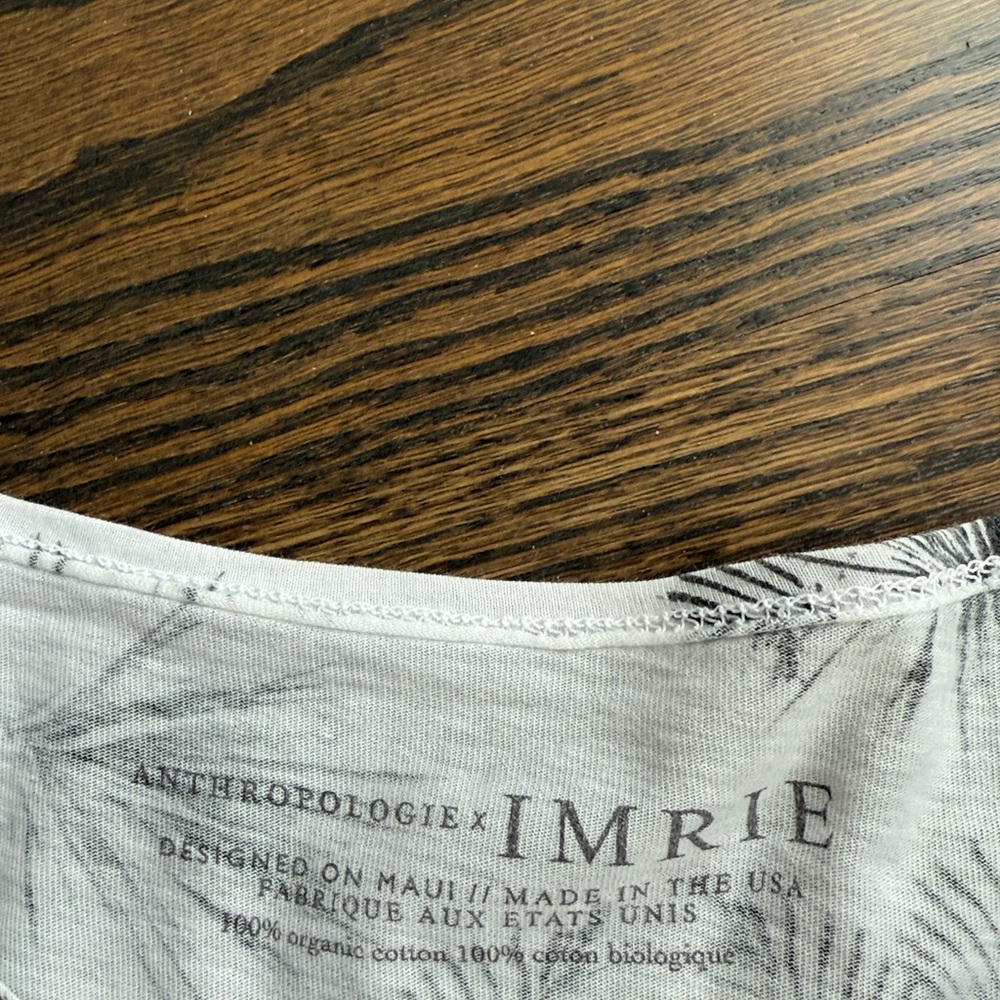 ANTHROPOLOGIE x IMRIE
DESIGNED ON MAUI // MADE IN THE USA
FABRIQUE AUX ETATS UNIS
100% organic cotton 100% coton biologique